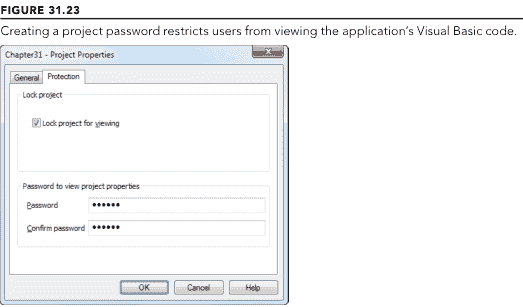 FIGURE 31.23
Creating a project password restricts users from viewing the application’s Visual Basic code.
Chapter31 - Project Properties
General Protection
Lock project
Lock project for viewing
Password to view project properties
Password ••••••
Confirm password ••••••
OK Cancel Help